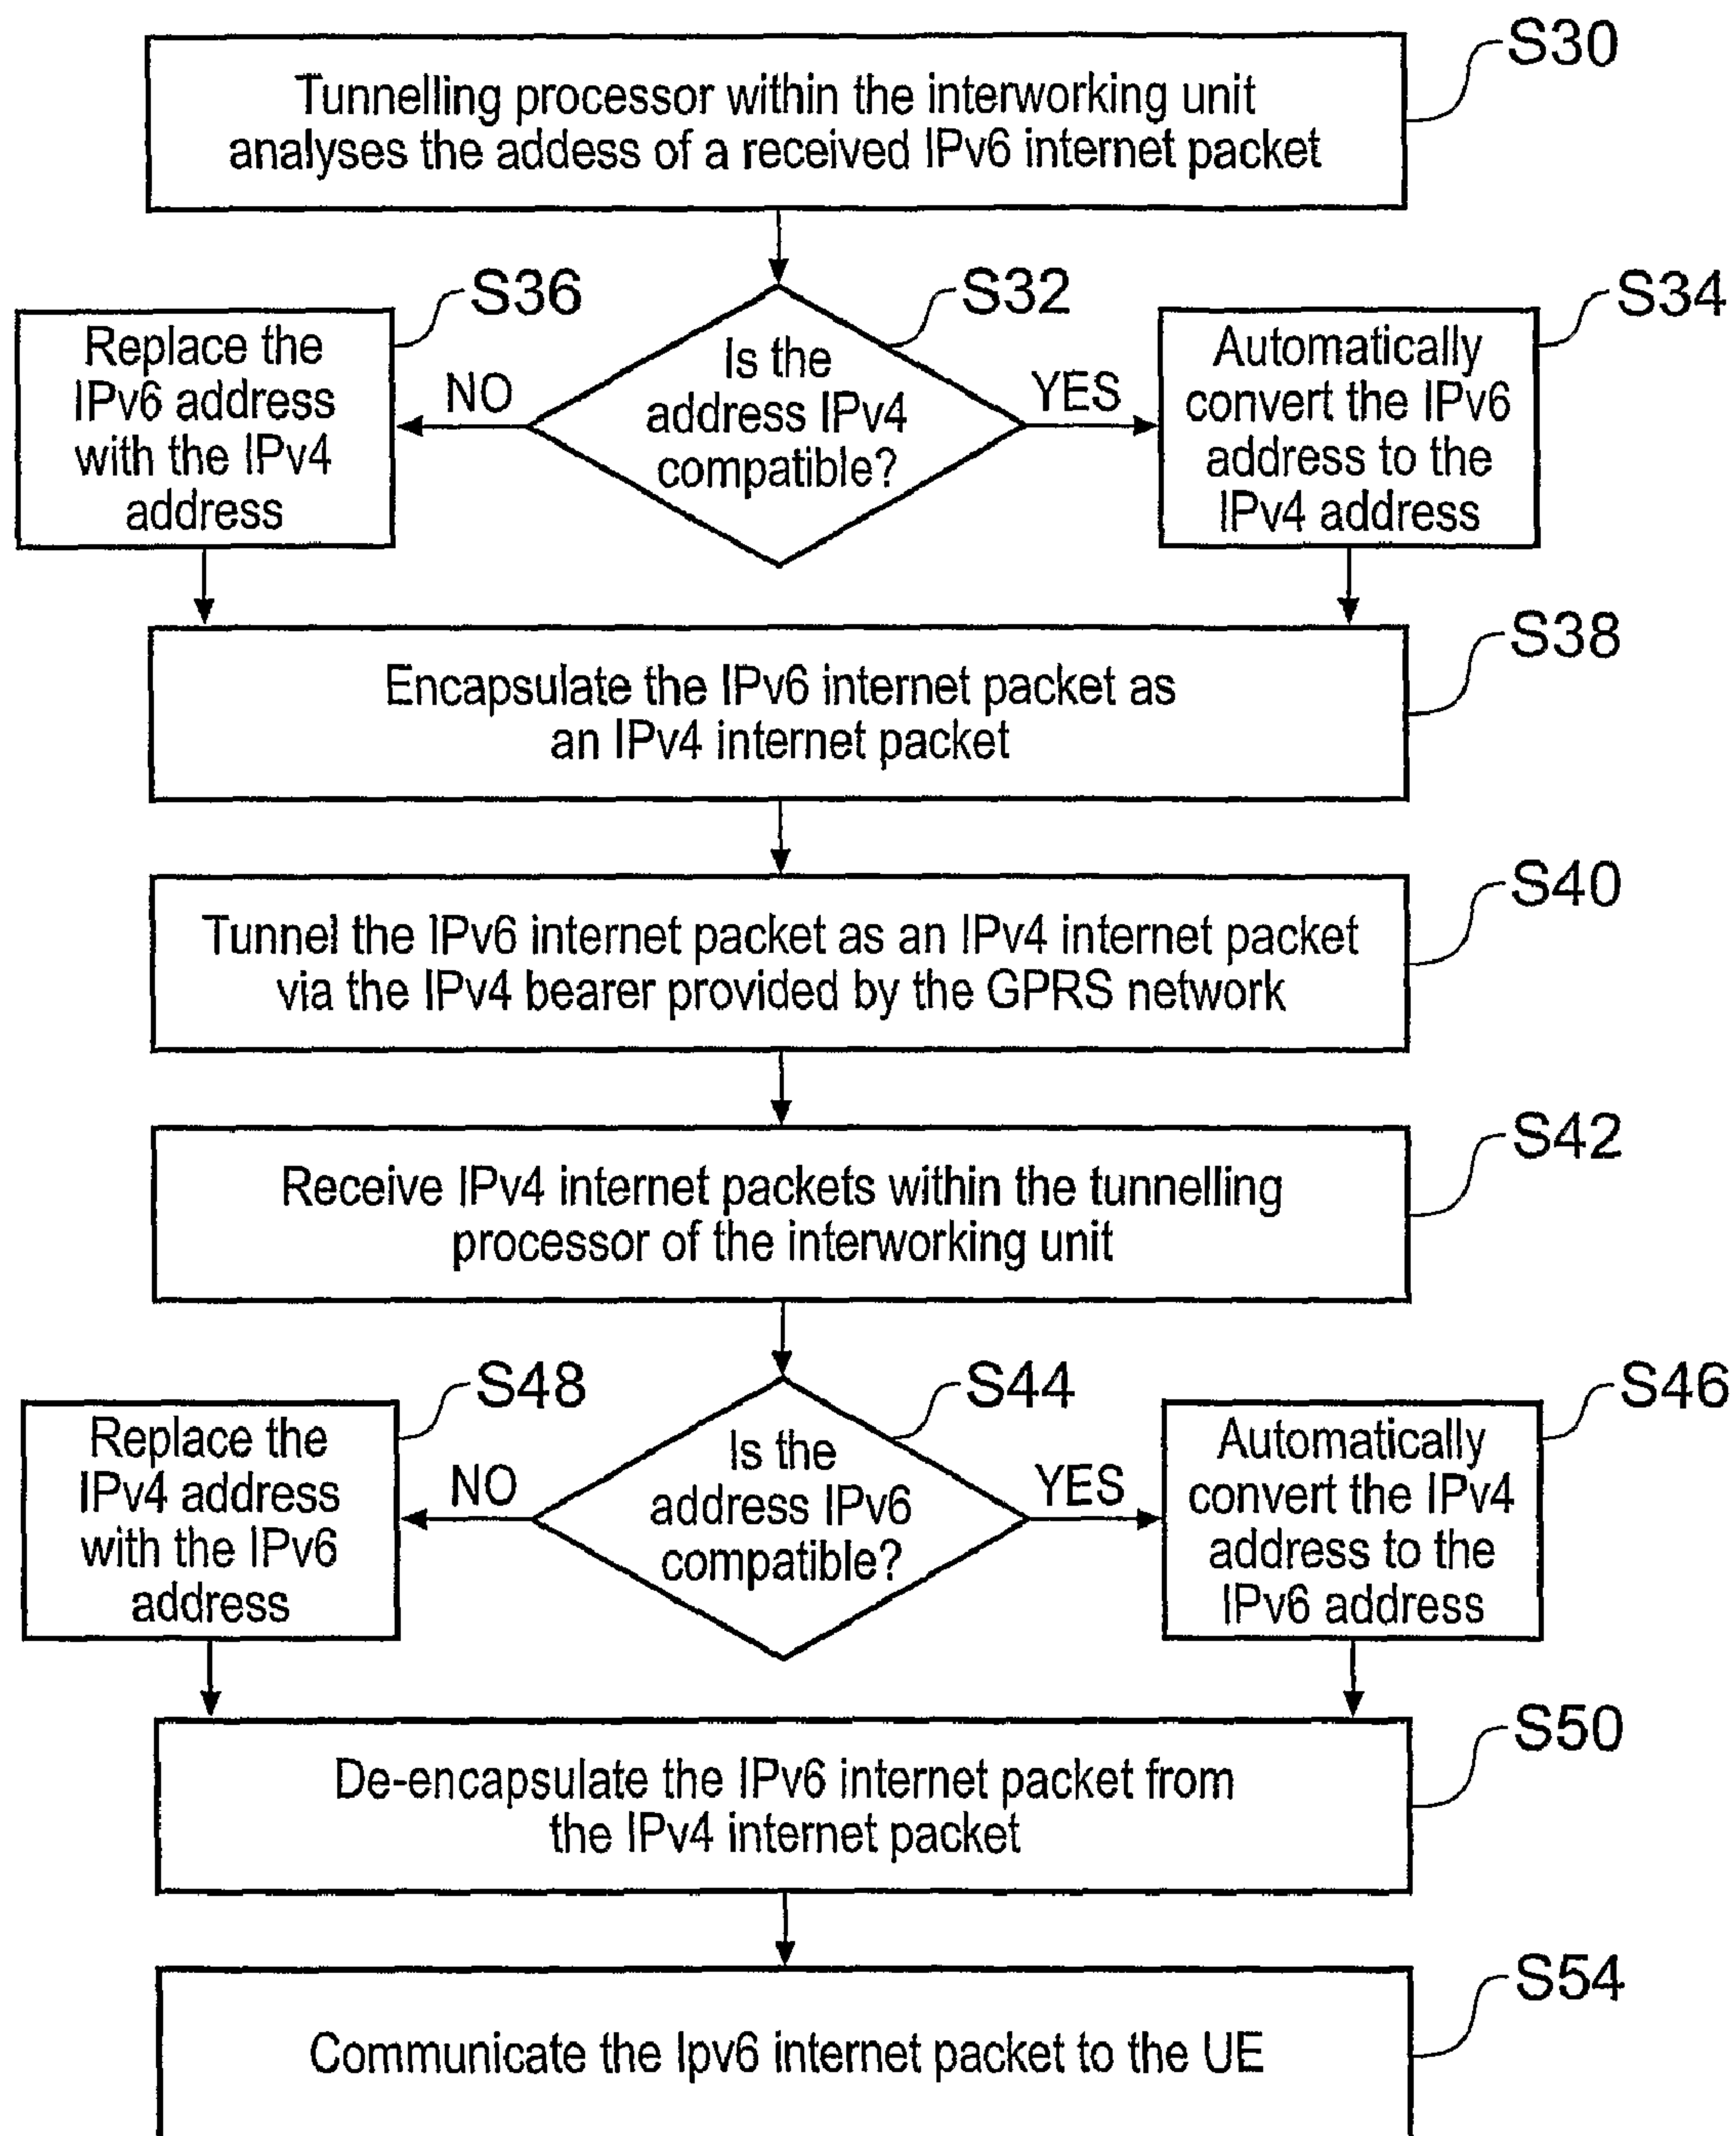 S30
Tunnelling processor within the interworking unit
analyses the addess of a received IPv6 internet packet
S36
Replace the
IPv6 address
with the IPv4
address
NO
S32
Is the
address IPv4
compatible?
YES
S34
Automatically
convert the IPv6
address to the
IPv4 address
S38
Encapsulate the IPv6 internet packet as
an IPv4 internet packet
S40
Tunnel the IPv6 internet packet as an IPv4 internet packet
via the IPv4 bearer provided by the GPRS network
S42
Receive IPv4 internet packets within the tunnelling
processor of the interworking unit
S48
Replace the
IPv4 address
with the IPv6
address
NO
S44
Is the
address IPv6
compatible?
YES
S46
Automatically
convert the IPv4
address to the
IPv6 address
S50
De-encapsulate the IPv6 internet packet from
the IPv4 internet packet
S54
Communicate the Ipv6 internet packet to the UE